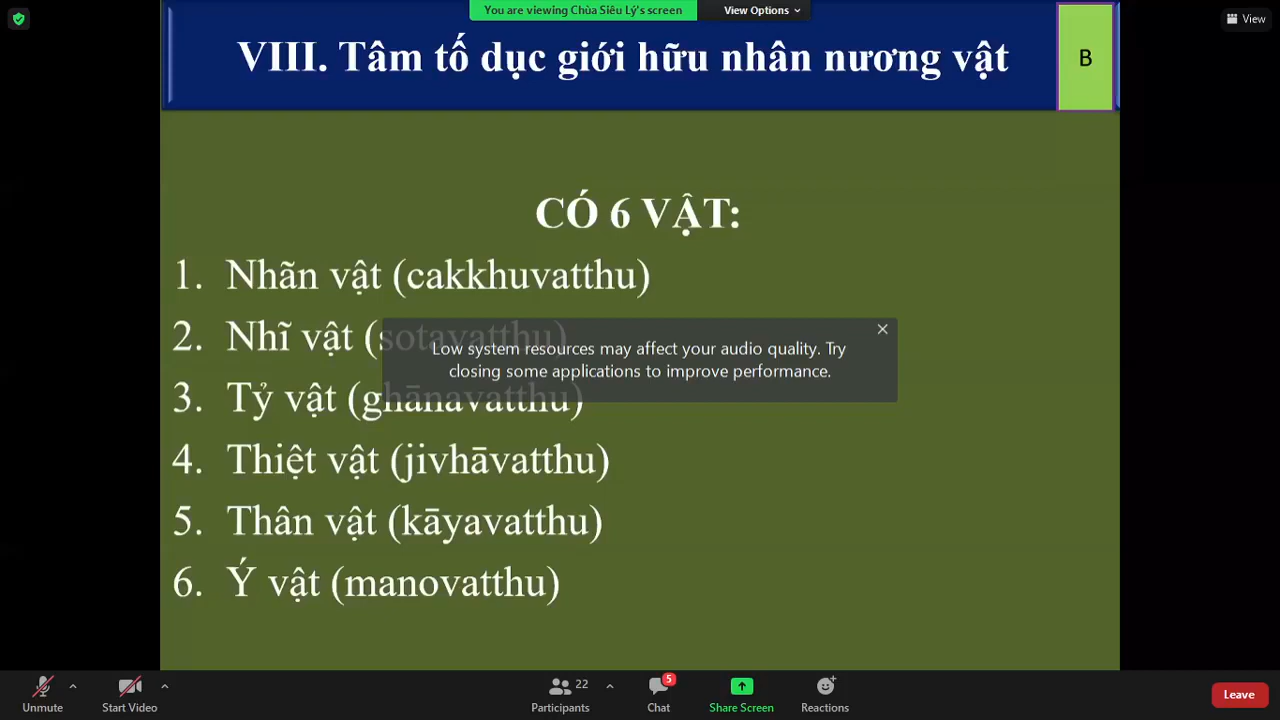 You are viewing Chùa Siêu Lý's screen
View Options
View
VIII. Tâm tố dục giới hữu nhân nương vật
B
CÓ 6 VẬT:
1. Nhãn vật (cakkhuvatthu)
2. Nhĩ vật (sotavatthu)
Low system resources may affect your audio quality. Try
closing some applications to improve performance.
3. Tỷ vật (ghānavatthu)
4. Thiệt vật (jivhāvatthu)
5. Thân vật (kāyavatthu)
6. Ý vật (manovatthu)
Unmute
Start Video
Participants
22
Chat
5
Share Screen
Reactions
Leave